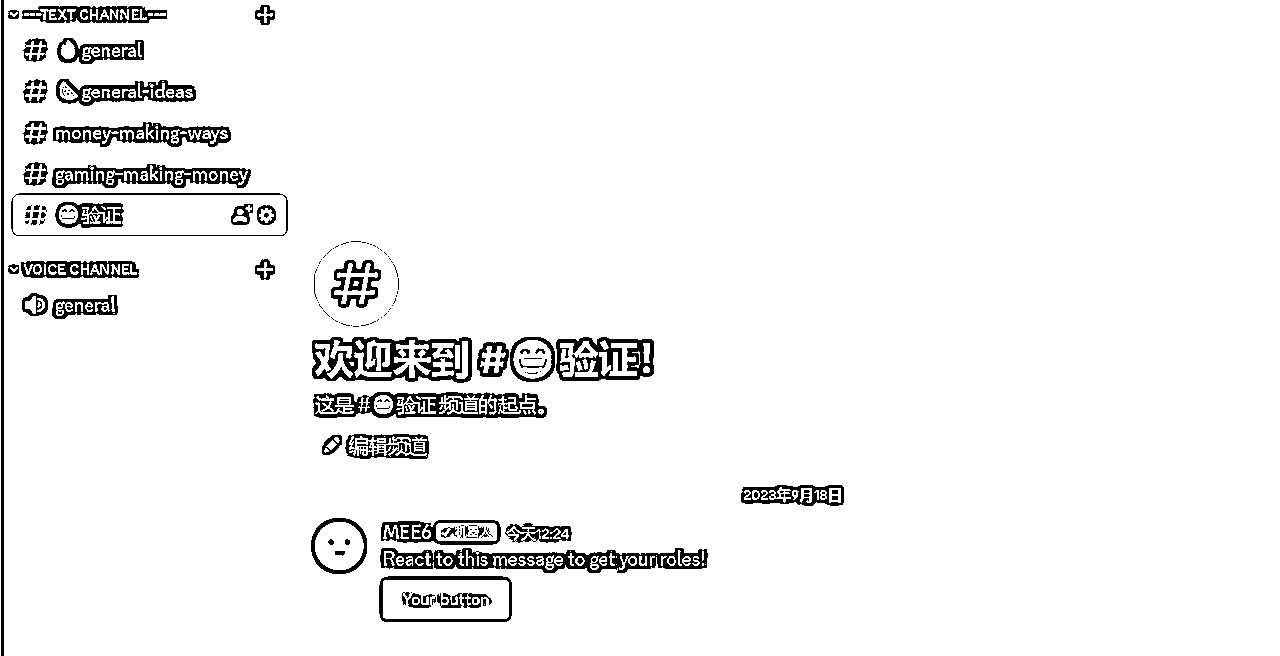 —TEXT CHANNEL—
general
general-ideas
money-making-ways
gaming-making-money
验证
VOICE CHANNEL
general
欢迎来到 #😄验证!
这是 #😄验证 频道的起点。
编辑频道
2023年9月18日
MEE6 ✓机器人 今天12:24
React to this message to get your roles!
Your button